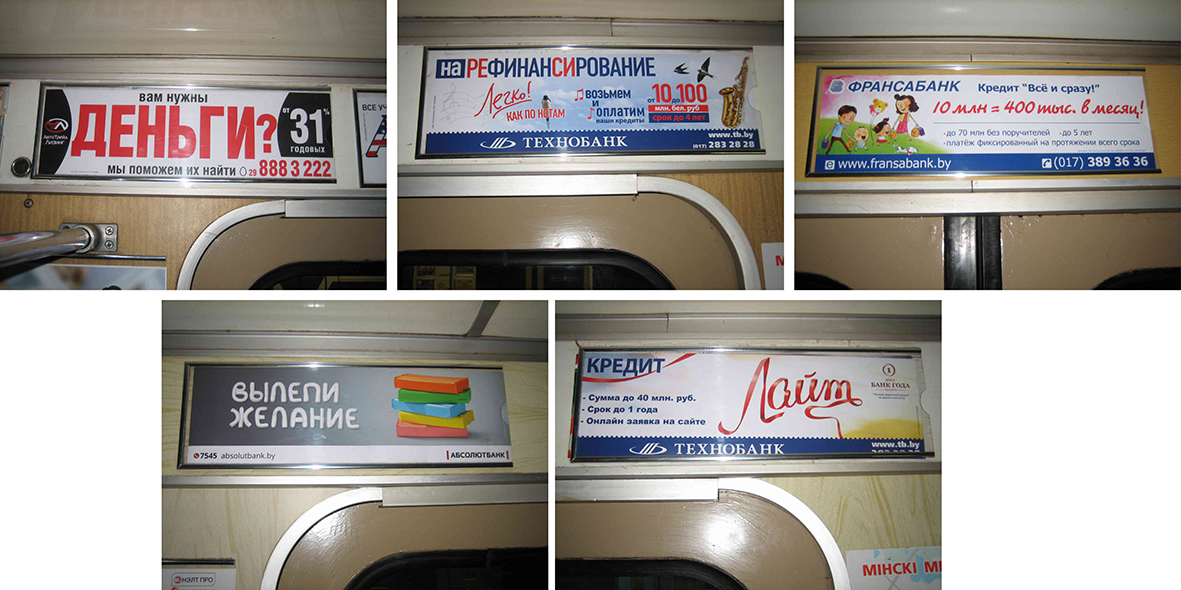 вам нужны
ДЕНЬГИ?
от 31%
годовых
АвтоТрейд
Лизинг
мы поможем их найти 29 888 3 222
ВСЕ УЧ
наРЕФИНАНСИРОВАНИЕ
Легко!
КАК ПО НОТАМ
возьмем
и
оплатим
ваши кредиты
от 10 до 100
млн. бел. руб
срок до 4 лет
ТЕХНОБАНК
www.tb.by
(017) 283 28 28
ФРАНСАБАНК
Кредит "Всё и сразу!"
10 млн = 400 тыс. в месяц!
-до 70 млн без поручителей -до 5 лет
-платёж фиксированный на протяжении всего срока
www.fransabank.by
(017) 389 36 36
ВЫЛЕПИ
ЖЕЛАНИЕ
7545 absolutbank.by
АБСОЛЮТБАНК
НЭЛТ ПРО
КРЕДИТ
Лайт
- Сумма до 40 млн. руб.
- Срок до 1 года
- Онлайн заявка на сайте
БАНК ГОДА
ТЕХНОБАНК
www.tb.by
МІНСКІ